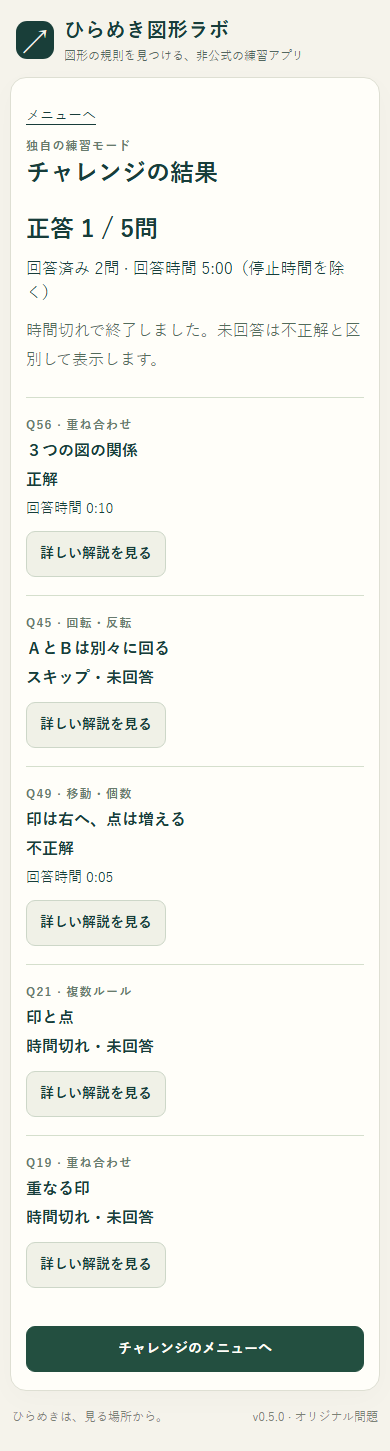 ひらめき図形ラボ
図形の規則を見つける、非公式の練習アプリ
メニューへ
独自の練習モード
チャレンジの結果
正答 1 / 5問
回答済み 2問 · 回答時間 5:00（停止時間を除
く）
時間切れで終了しました。未回答は不正解と区
別して表示します。
Q56 · 重ね合わせ
３つの図の関係
正解
回答時間 0:10
詳しい解説を見る
Q45 · 回転・反転
ＡとＢは別々に回る
スキップ・未回答
詳しい解説を見る
Q49 · 移動・個数
印は右へ、点は増える
不正解
回答時間 0:05
詳しい解説を見る
Q21 · 複数ルール
印と点
時間切れ・未回答
詳しい解説を見る
Q19 · 重ね合わせ
重なる印
時間切れ・未回答
詳しい解説を見る
チャレンジのメニューへ
ひらめきは、見る場所から。
v0.5.0 · オリジナル問題